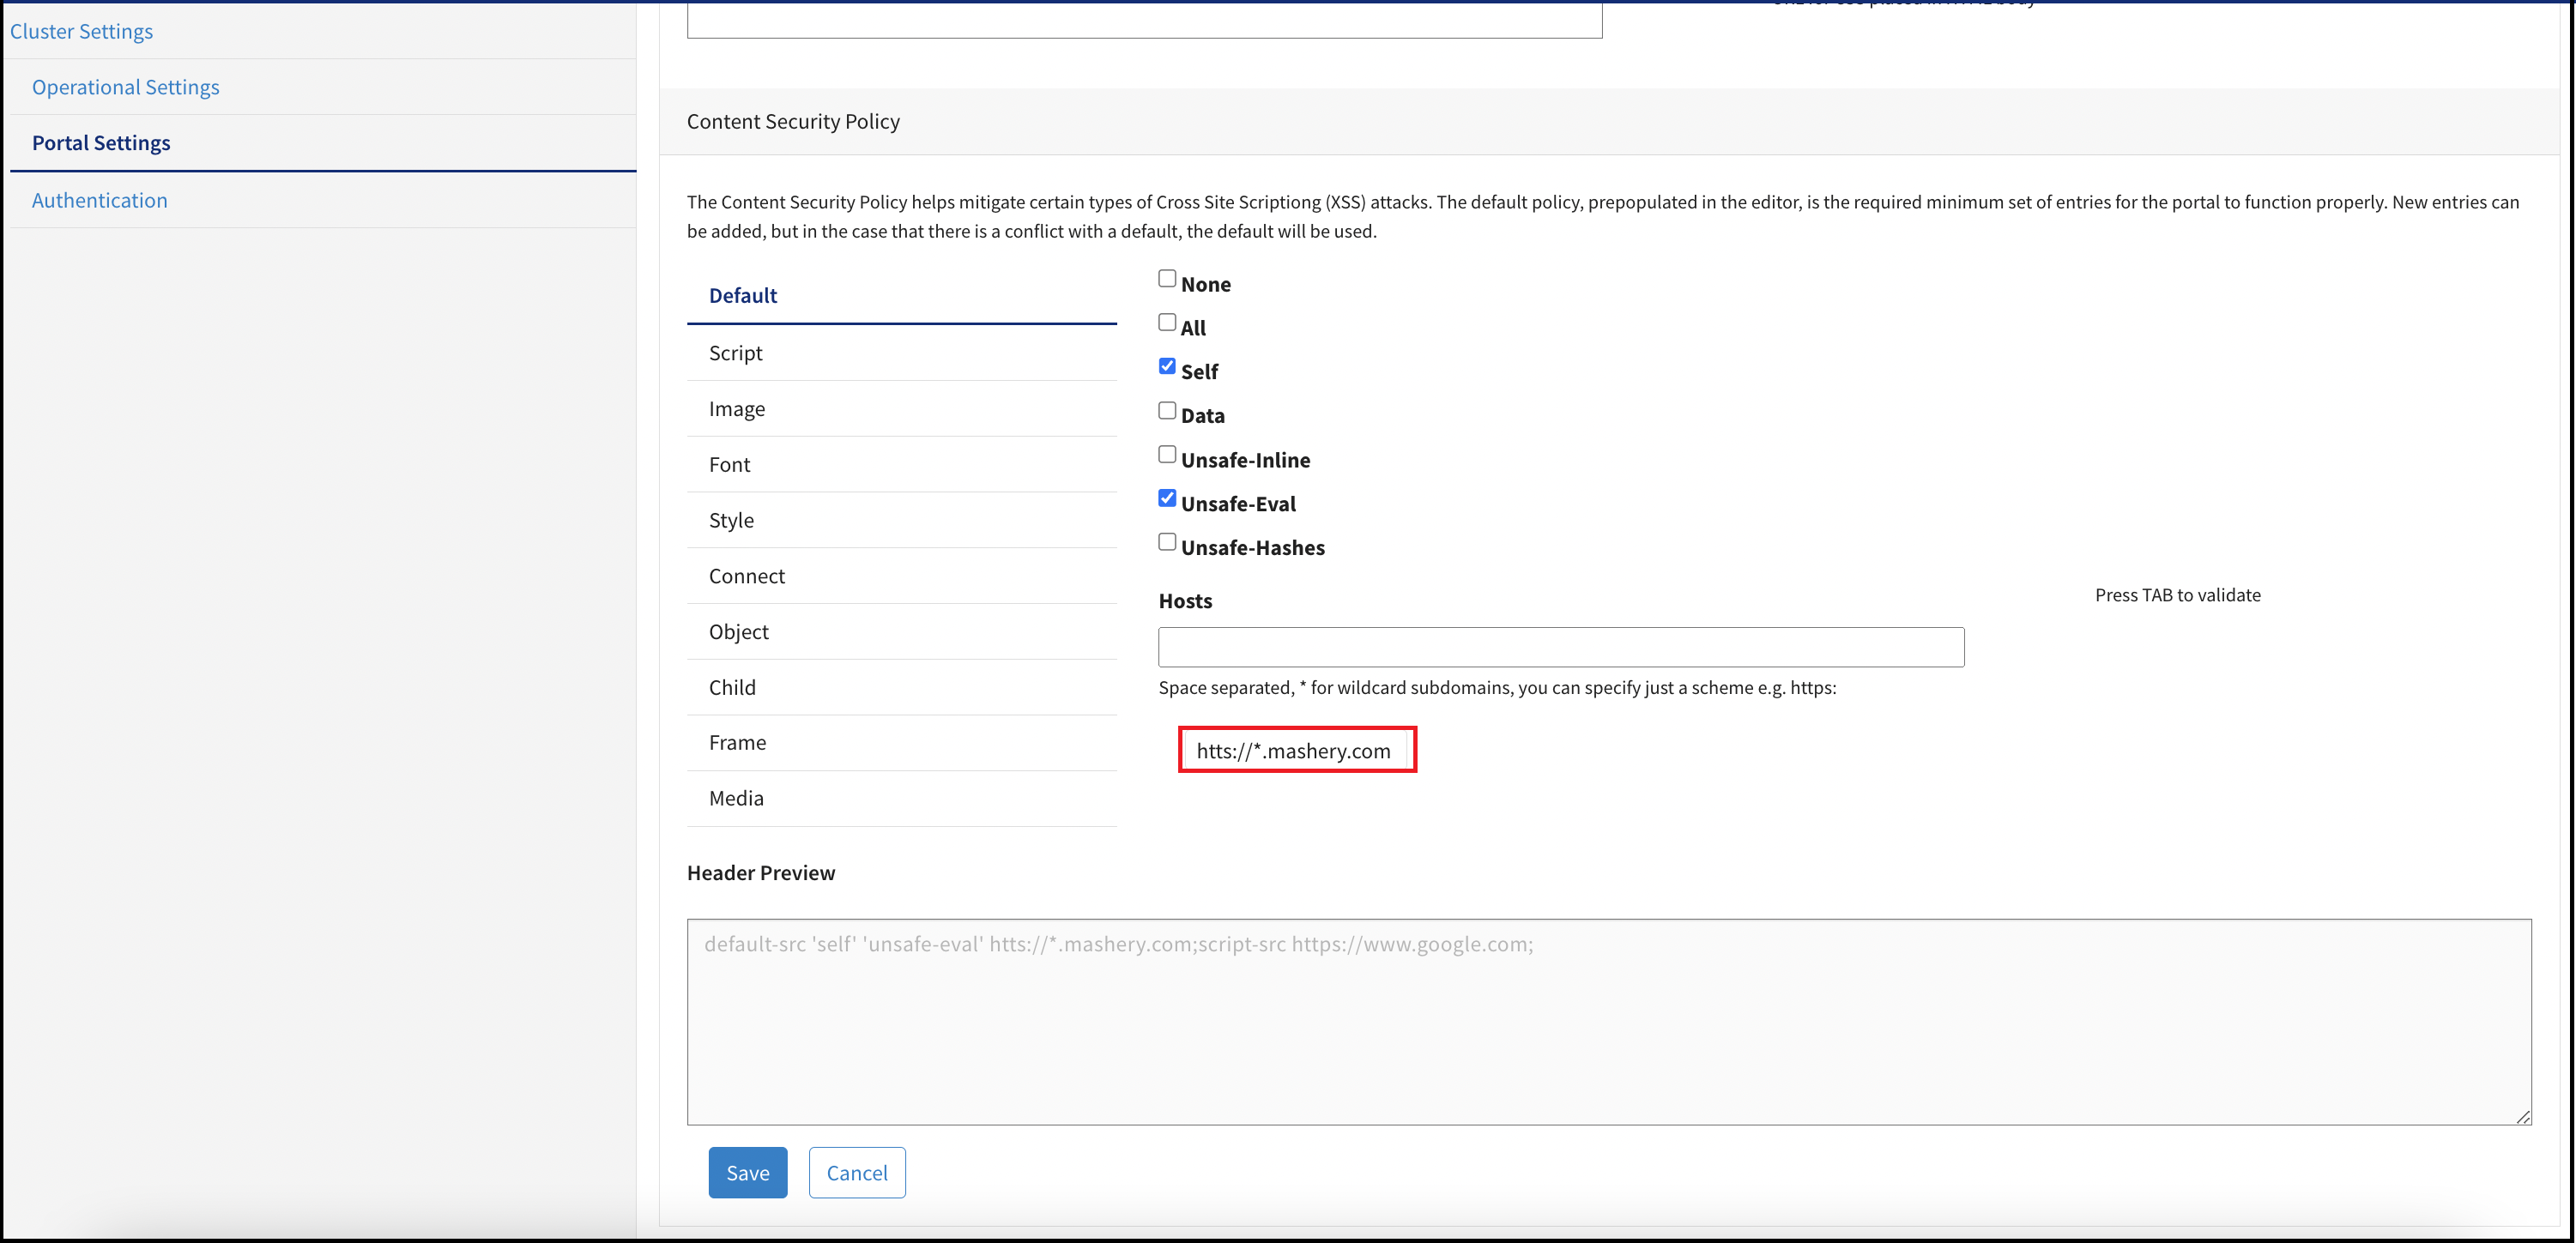 Cluster Settings
Operational Settings
Portal Settings
Authentication
Content Security Policy
The Content Security Policy helps mitigate certain types of Cross Site Scriptiong (XSS) attacks. The default policy, prepopulated in the editor, is the required minimum set of entries for the portal to function properly. New entries can
be added, but in the case that there is a conflict with a default, the default will be used.
Default
Script
Image
Font
Style
Connect
Object
Child
Frame
Media
None
All
Self
Data
Unsafe-Inline
Unsafe-Eval
Unsafe-Hashes
Hosts
Press TAB to validate
Space separated, * for wildcard subdomains, you can specify just a scheme e.g. https:
htts://*.mashery.com
Header Preview
default-src 'self' 'unsafe-eval' htts://*.mashery.com;script-src https://www.google.com;
Save
Cancel